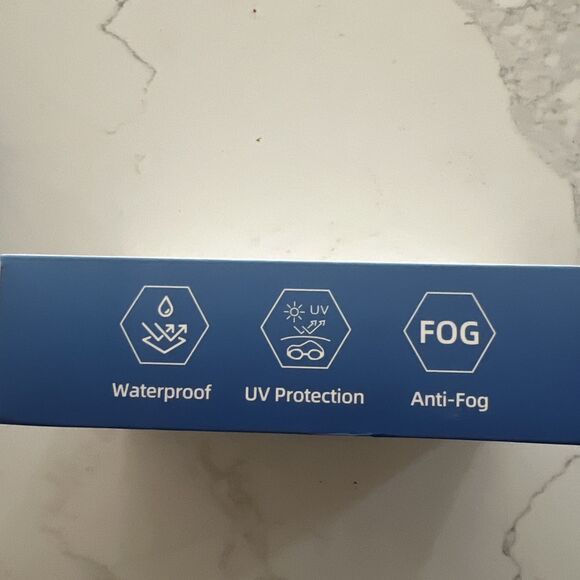 UV
FOG
Waterproof
UV Protection
Anti-Fog